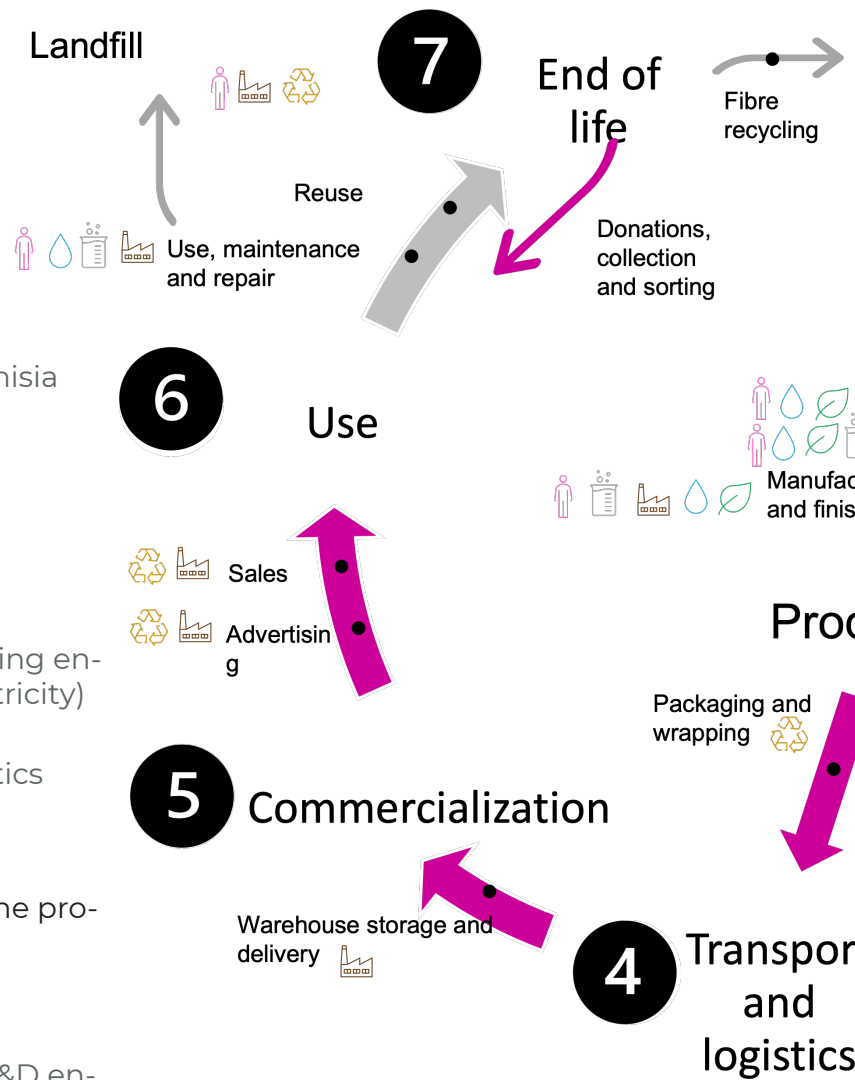 Landfill
7
End of
life
Fibre
recycling
Reuse
Donations,
collection
and sorting
Use, maintenance
and repair
nisia
6
Use
Manufac
and finis
Sales
Advertisin
g
Proc
ing en-
tricity)
Packaging and
wrapping
tics
5
Commercialization
ne pro-
Warehouse storage and
delivery
4
Transpor
and
logistics
&D en-